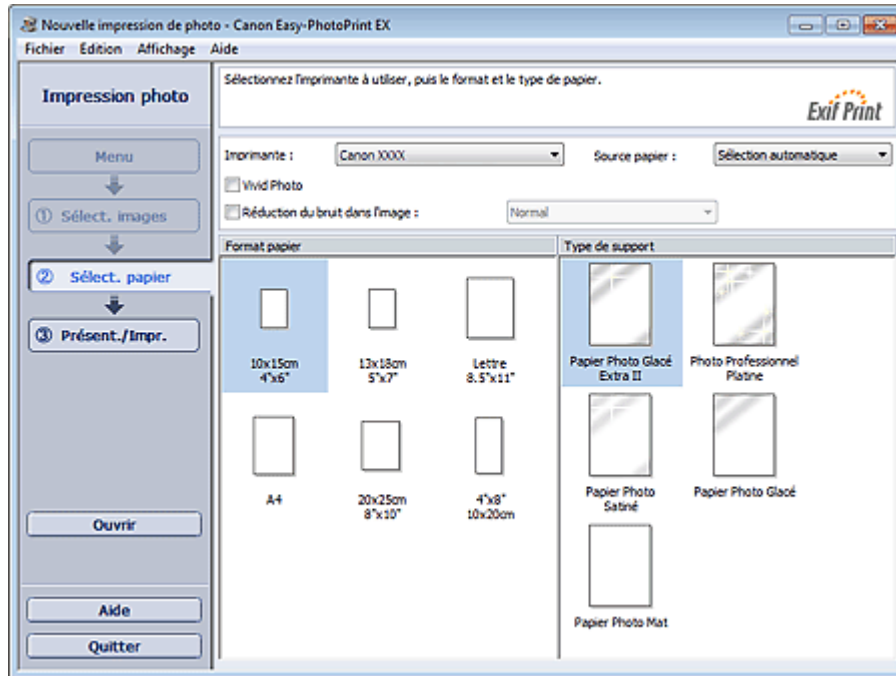 Nouvelle impression de photo - Canon Easy-PhotoPrint EX
Fichier Édition Affichage Aide
Impression photo
Menu
① Sélect. images
② Sélect. papier
③ Présent./Impr.
Ouvrir
Aide
Quitter
Sélectionnez l'imprimante à utiliser, puis le format et le type de papier.
Exif Print
Imprimante : Canon XXXX Source papier : Sélection automatique
Vivid Photo
Réduction du bruit dans l'image : Normal
Format papier
10x15cm
4"x6"
13x18cm
5"x7"
Lettre
8.5"x11"
A4
20x25cm
8"x10"
4"x8"
10x20cm
Type de support
Papier Photo Glacé
Extra II
Photo Professionnel
Platine
Papier Photo
Satiné
Papier Photo Glacé
Papier Photo Mat